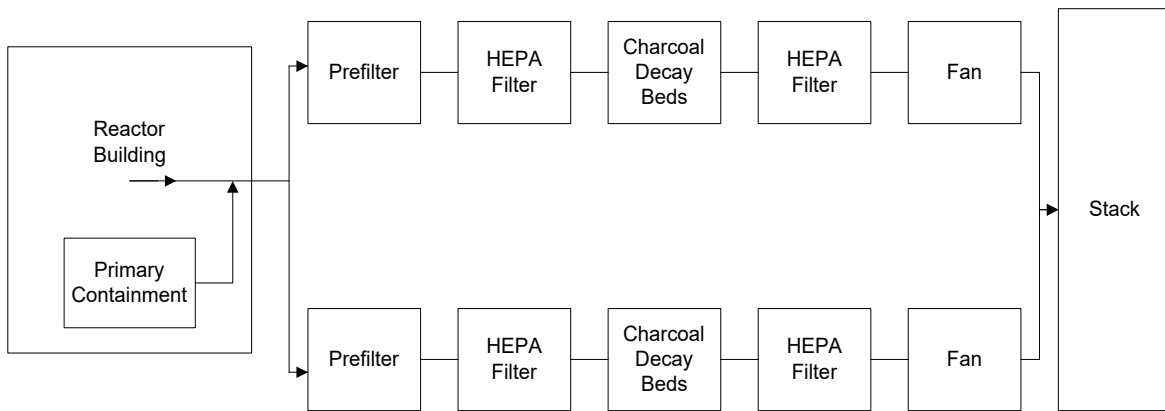 Prefilter
HEPA
Filter
Charcoal
Decay
Beds
HEPA
Filter
Fan
Reactor
Building
Primary
Containment
Stack
Prefilter
HEPA
Filter
Charcoal
Decay
Beds
HEPA
Filter
Fan